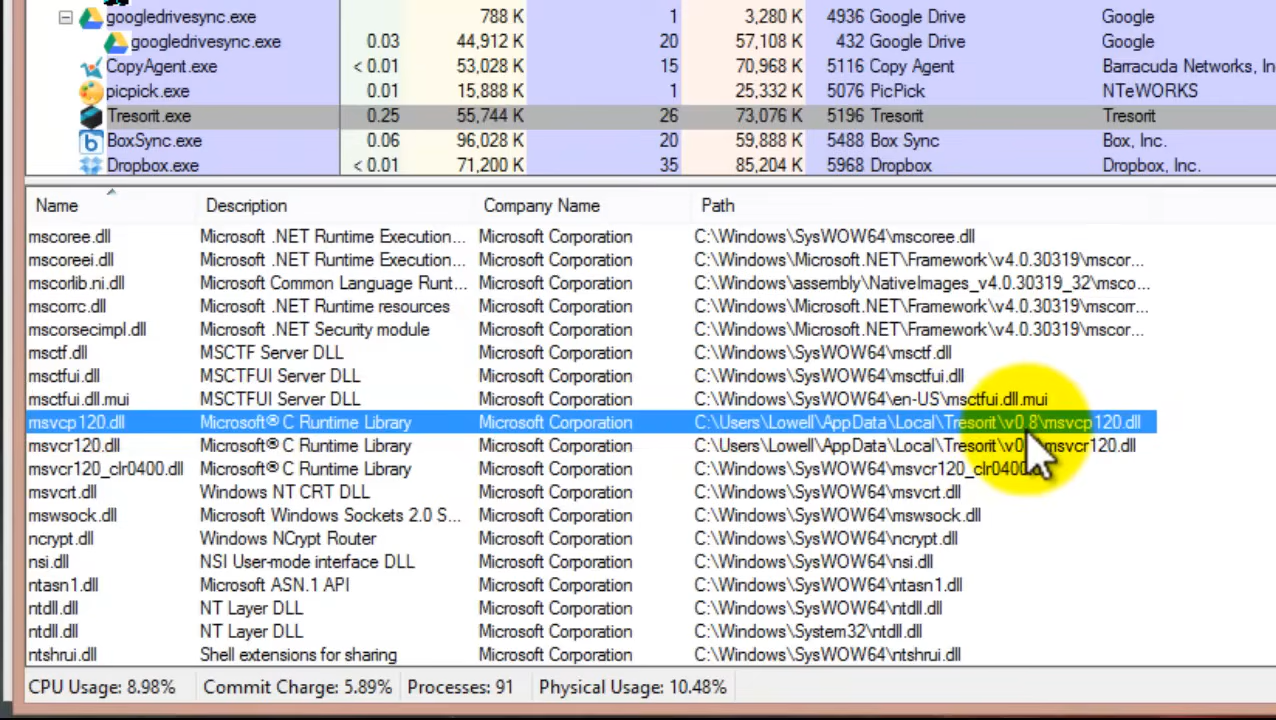 googledrivesync.exe 788 K 1 3,280 K 4936 Google Drive Google
googledrivesync.exe 0.03 44,912 K 20 57,108 K 432 Google Drive Google
CopyAgent.exe < 0.01 53,028 K 15 70,968 K 5116 Copy Agent Barracuda Networks, In
picpick.exe 0.01 15,888 K 1 25,332 K 5076 PicPick NTeWORKS
Tresorit.exe 0.25 55,744 K 26 73,076 K 5196 Tresorit Tresorit
BoxSync.exe 0.06 96,028 K 20 59,888 K 5488 Box Sync Box, Inc.
Dropbox.exe < 0.01 71,200 K 35 85,204 K 5968 Dropbox Dropbox, Inc.
Name Description Company Name Path
mscoree.dll Microsoft .NET Runtime Execution... Microsoft Corporation C:\Windows\SysWOW64\mscoree.dll
mscoreei.dll Microsoft .NET Runtime Execution... Microsoft Corporation C:\Windows\Microsoft.NET\Framework\v4.0.30319\mscor...
mscorlib.ni.dll Microsoft Common Language Runt... Microsoft Corporation C:\Windows\assembly\NativeImages_v4.0.30319_32\msco...
mscorrc.dll Microsoft .NET Runtime resources Microsoft Corporation C:\Windows\Microsoft.NET\Framework\v4.0.30319\mscorr...
mscorsecimpl.dll Microsoft .NET Security module Microsoft Corporation C:\Windows\Microsoft.NET\Framework\v4.0.30319\mscor...
msctf.dll MSCTF Server DLL Microsoft Corporation C:\Windows\SysWOW64\msctf.dll
msctfui.dll MSCTFUI Server DLL Microsoft Corporation C:\Windows\SysWOW64\msctfui.dll
msctfui.dll.mui MSCTFUI Server DLL Microsoft Corporation C:\Windows\SysWOW64\en-US\msctfui.dll.mui
msvcp120.dll Microsoft® C Runtime Library Microsoft Corporation C:\Users\Lowell\AppData\Local\Tresorit\v0.8\msvcp120.dll
msvcr120.dll Microsoft® C Runtime Library Microsoft Corporation C:\Users\Lowell\AppData\Local\Tresorit\v0. msvcr120.dll
msvcr120_clr0400.dll Microsoft® C Runtime Library Microsoft Corporation C:\Windows\SysWOW64\msvcr120_clr0400.
msvcrt.dll Windows NT CRT DLL Microsoft Corporation C:\Windows\SysWOW64\msvcrt.dll
mswsock.dll Microsoft Windows Sockets 2.0 S... Microsoft Corporation C:\Windows\SysWOW64\mswsock.dll
ncrypt.dll Windows NCrypt Router Microsoft Corporation C:\Windows\SysWOW64\ncrypt.dll
nsi.dll NSI User-mode interface DLL Microsoft Corporation C:\Windows\SysWOW64\nsi.dll
ntasn1.dll Microsoft ASN.1 API Microsoft Corporation C:\Windows\SysWOW64\ntasn1.dll
ntdll.dll NT Layer DLL Microsoft Corporation C:\Windows\SysWOW64\ntdll.dll
ntdll.dll NT Layer DLL Microsoft Corporation C:\Windows\System32\ntdll.dll
ntshrui.dll Shell extensions for sharing Microsoft Corporation C:\Windows\SysWOW64\ntshrui.dll
CPU Usage: 8.98% Commit Charge: 5.89% Processes: 91 Physical Usage: 10.48%